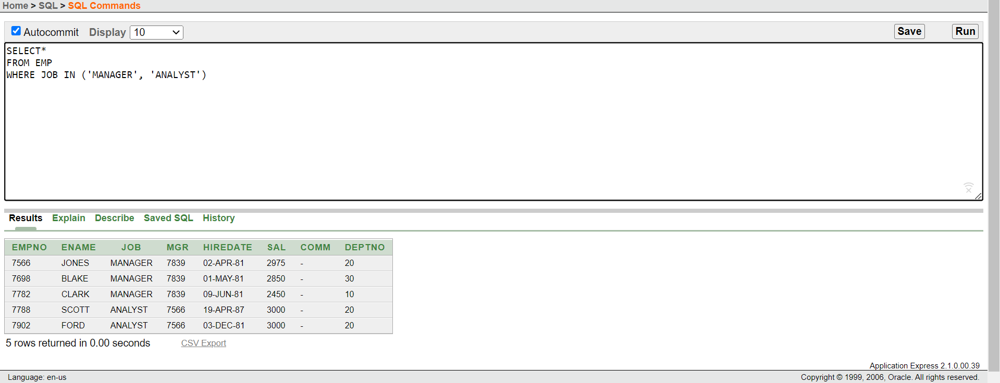 Home > SQL > SQL Commands
Autocommit Display 10 Save Run
SELECT*
FROM EMP
WHERE JOB IN ('MANAGER', 'ANALYST')
Results Explain Describe Saved SQL History
EMPNO ENAME JOB MGR HIREDATE SAL COMM DEPTNO
7566 JONES MANAGER 7839 02-APR-81 2975 - 20
7698 BLAKE MANAGER 7839 01-MAY-81 2850 - 30
7782 CLARK MANAGER 7839 09-JUN-81 2450 - 10
7788 SCOTT ANALYST 7566 19-APR-87 3000 - 20
7902 FORD ANALYST 7566 03-DEC-81 3000 - 20
5 rows returned in 0.00 seconds CSV Export
Application Express 2.1.0.00.39
Language: en-us Copyright © 1999, 2006, Oracle. All rights reserved.